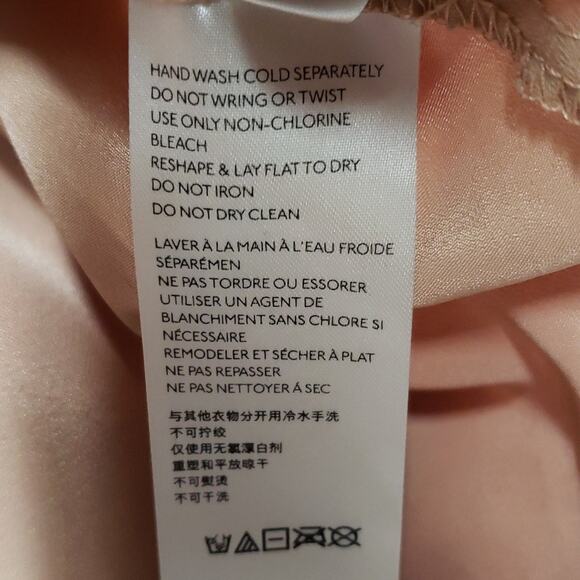 HAND WASH COLD SEPARATELY
DO NOT WRING OR TWIST
USE ONLY NON-CHLORINE
BLEACH
RESHAPE & LAY FLAT TO DRY
DO NOT IRON
DO NOT DRY CLEAN
LAVER À LA MAIN À L'EAU FROIDE
SÉPARÉMEN
NE PAS TORDRE OU ESSORER
UTILISER UN AGENT DE
BLANCHIMENT SANS CHLORE SI
NÉCESSAIRE
REMODELER ET SÉCHER À PLAT
NE PAS REPASSER
NE PAS NETTOYER Á SEC
与其他衣物分开用冷水手洗
不可拧绞
仅使用无氯漂白剂
重塑和平放晾干
不可熨烫
不可干洗